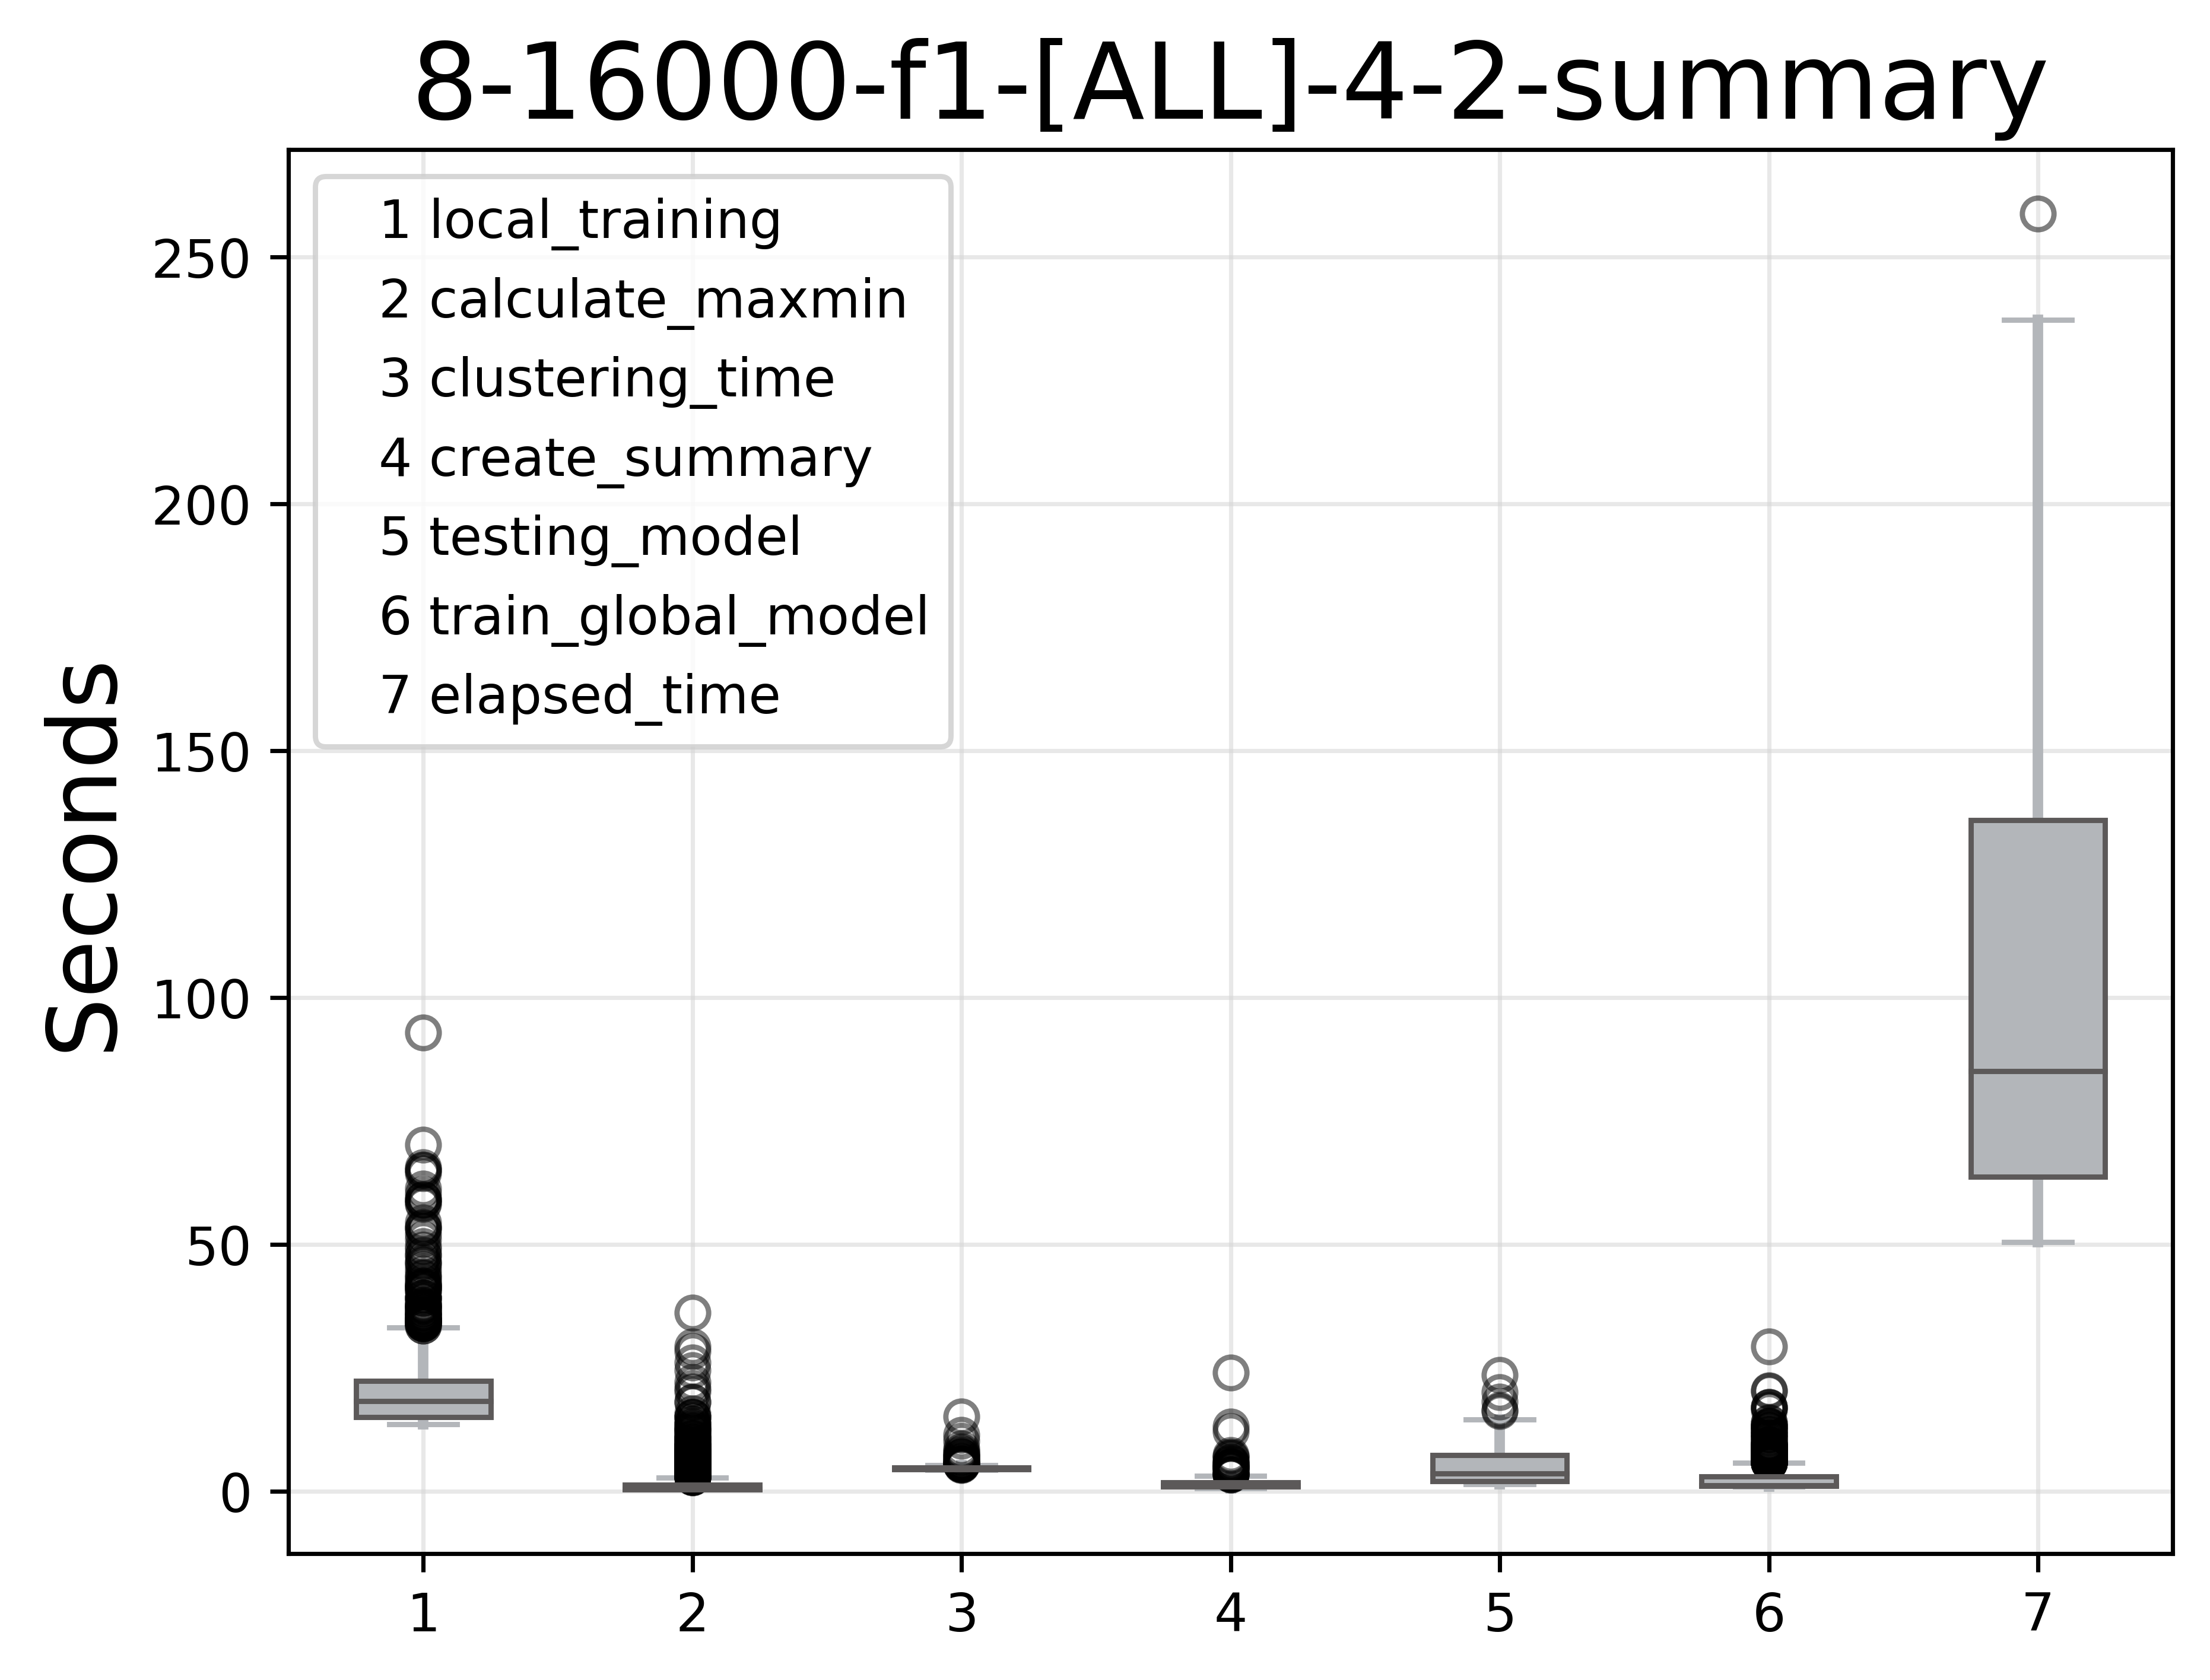 8-16000-f1-[ALL]-4-2-summary
1 local_training
2 calculate_maxmin
3 clustering_time
4 create_summary
5 testing_model
6 train_global_model
7 elapsed_time
Seconds
250
200
150
100
50
0
1 2 3 4 5 6 7